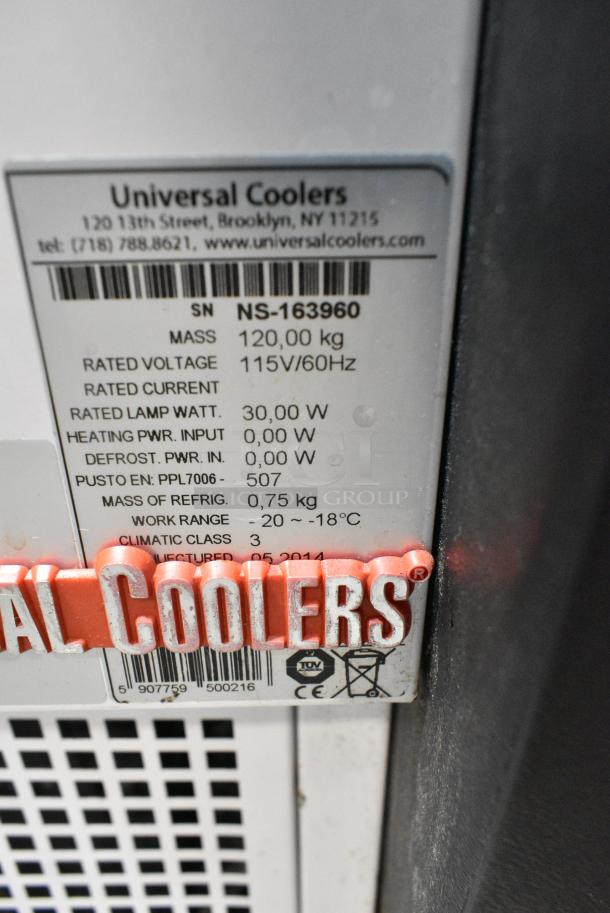 Universal Coolers
120 13th Street, Brooklyn, NY 11215
tel: (718) 788.8621, www.universalcoolers.com
SN NS-163960
MASS 120,00 kg
RATED VOLTAGE 115V/60Hz
RATED CURRENT
RATED LAMP WATT. 30,00 W
HEATING PWR. INPUT 0,00 W
DEFROST. PWR. IN. 0,00 W
PUSTO EN: PPL7006 - 507
MASS OF REFRIG. 0,75 kg
WORK RANGE - 20 ~ -18°C
CLIMATIC CLASS 3
05.2014
AL COOLERS®
5 907759 500216
TÜV
CE
GROUP